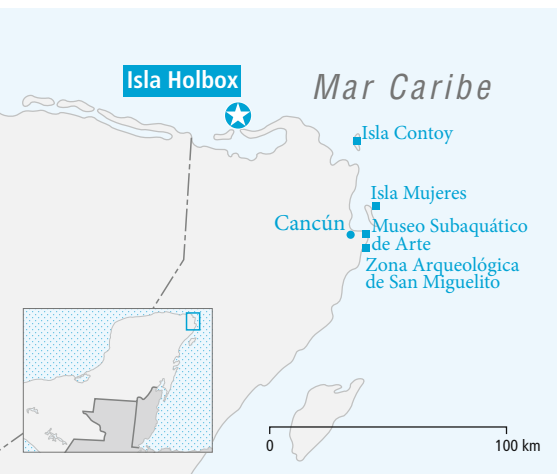 Isla Holbox
Mar Caribe
Isla Contoy
Isla Mujeres
Cancún
Museo Subaquático
de Arte
Zona Arqueológica
de San Miguelito
0
100 km